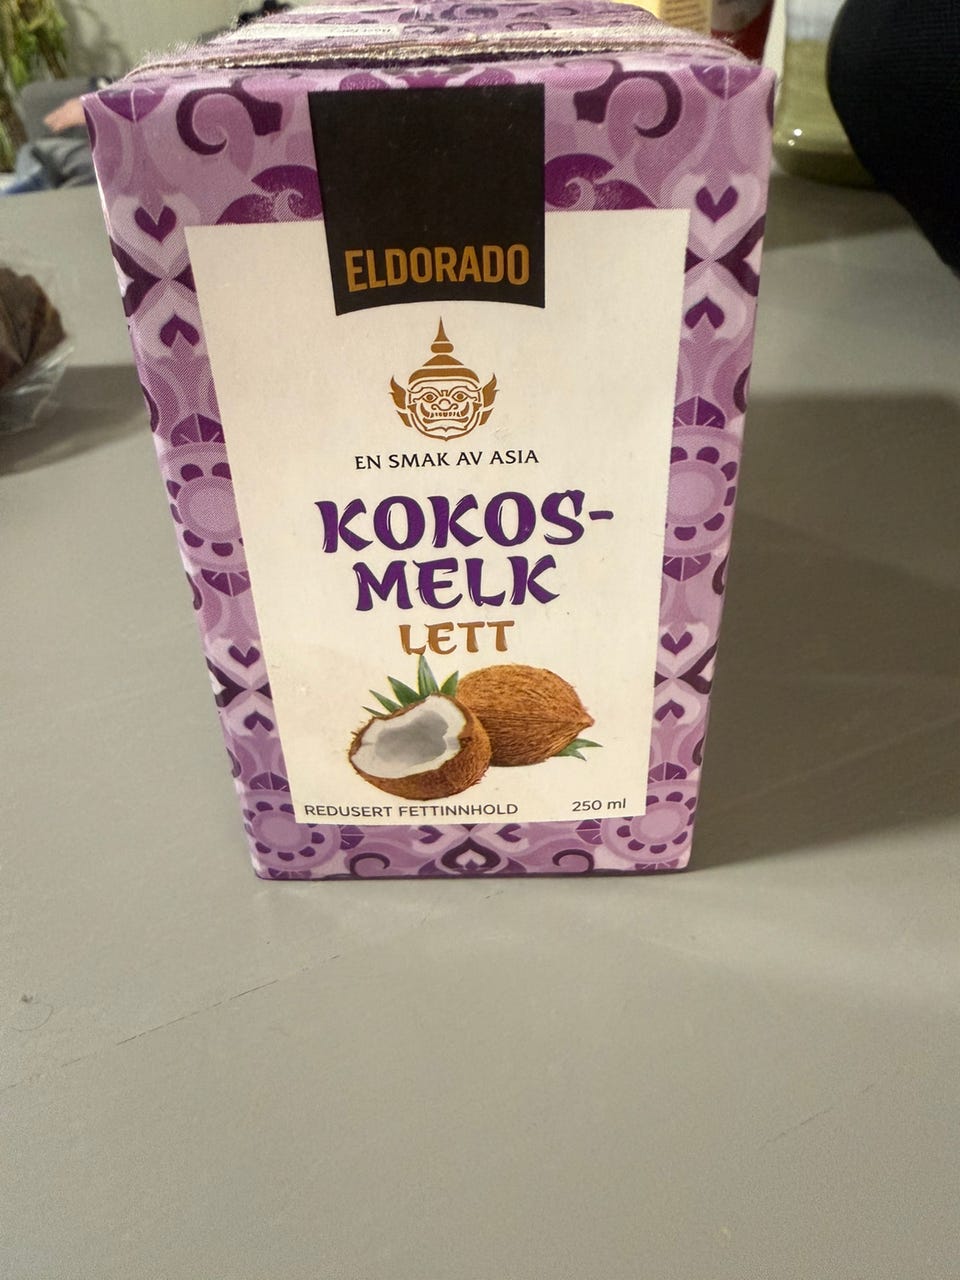 ELDORADO
EN SMAK AV ASIA
KOKOS-
MELK
LETT
REDUSERT FETTINNHOLD
250 ml